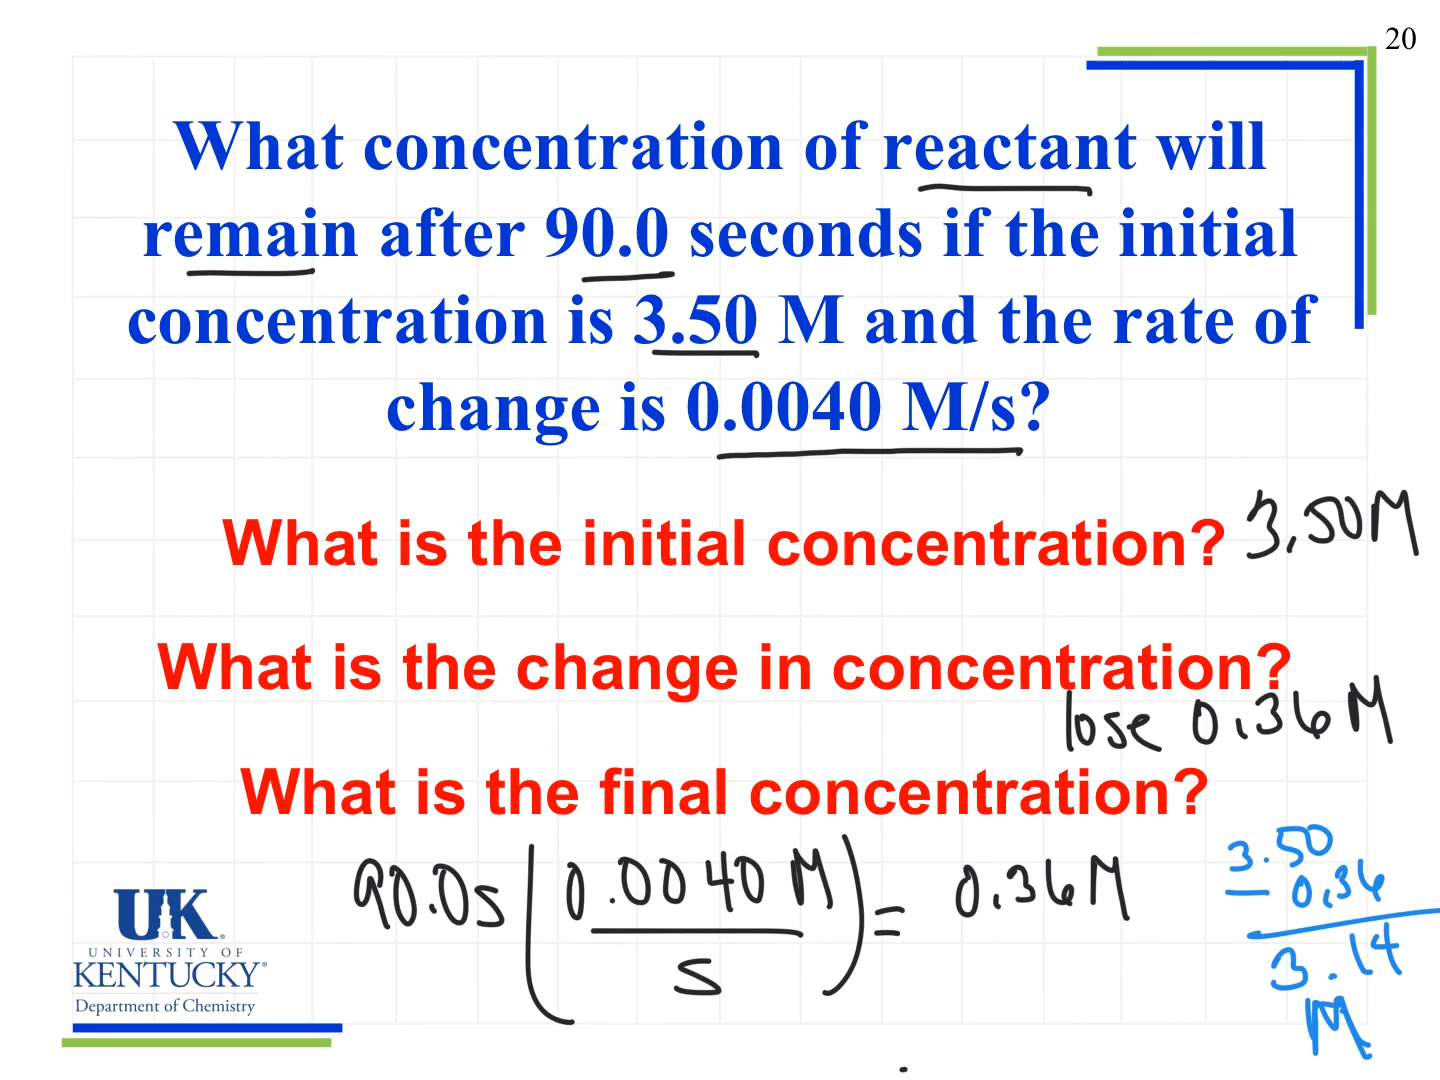 20
What concentration of reactant will
remain after 90.0 seconds if the initial
concentration is 3.50 M and the rate of
change is 0.0040 M/s?
What is the initial concentration? 3.50M
What is the change in concentration?
lose 0.36M
What is the final concentration?
90.0s (0.0040 M / s) = 0.36M
3.50
- 0.36
3.14
M
UK
UNIVERSITY OF
KENTUCKY®
Department of Chemistry